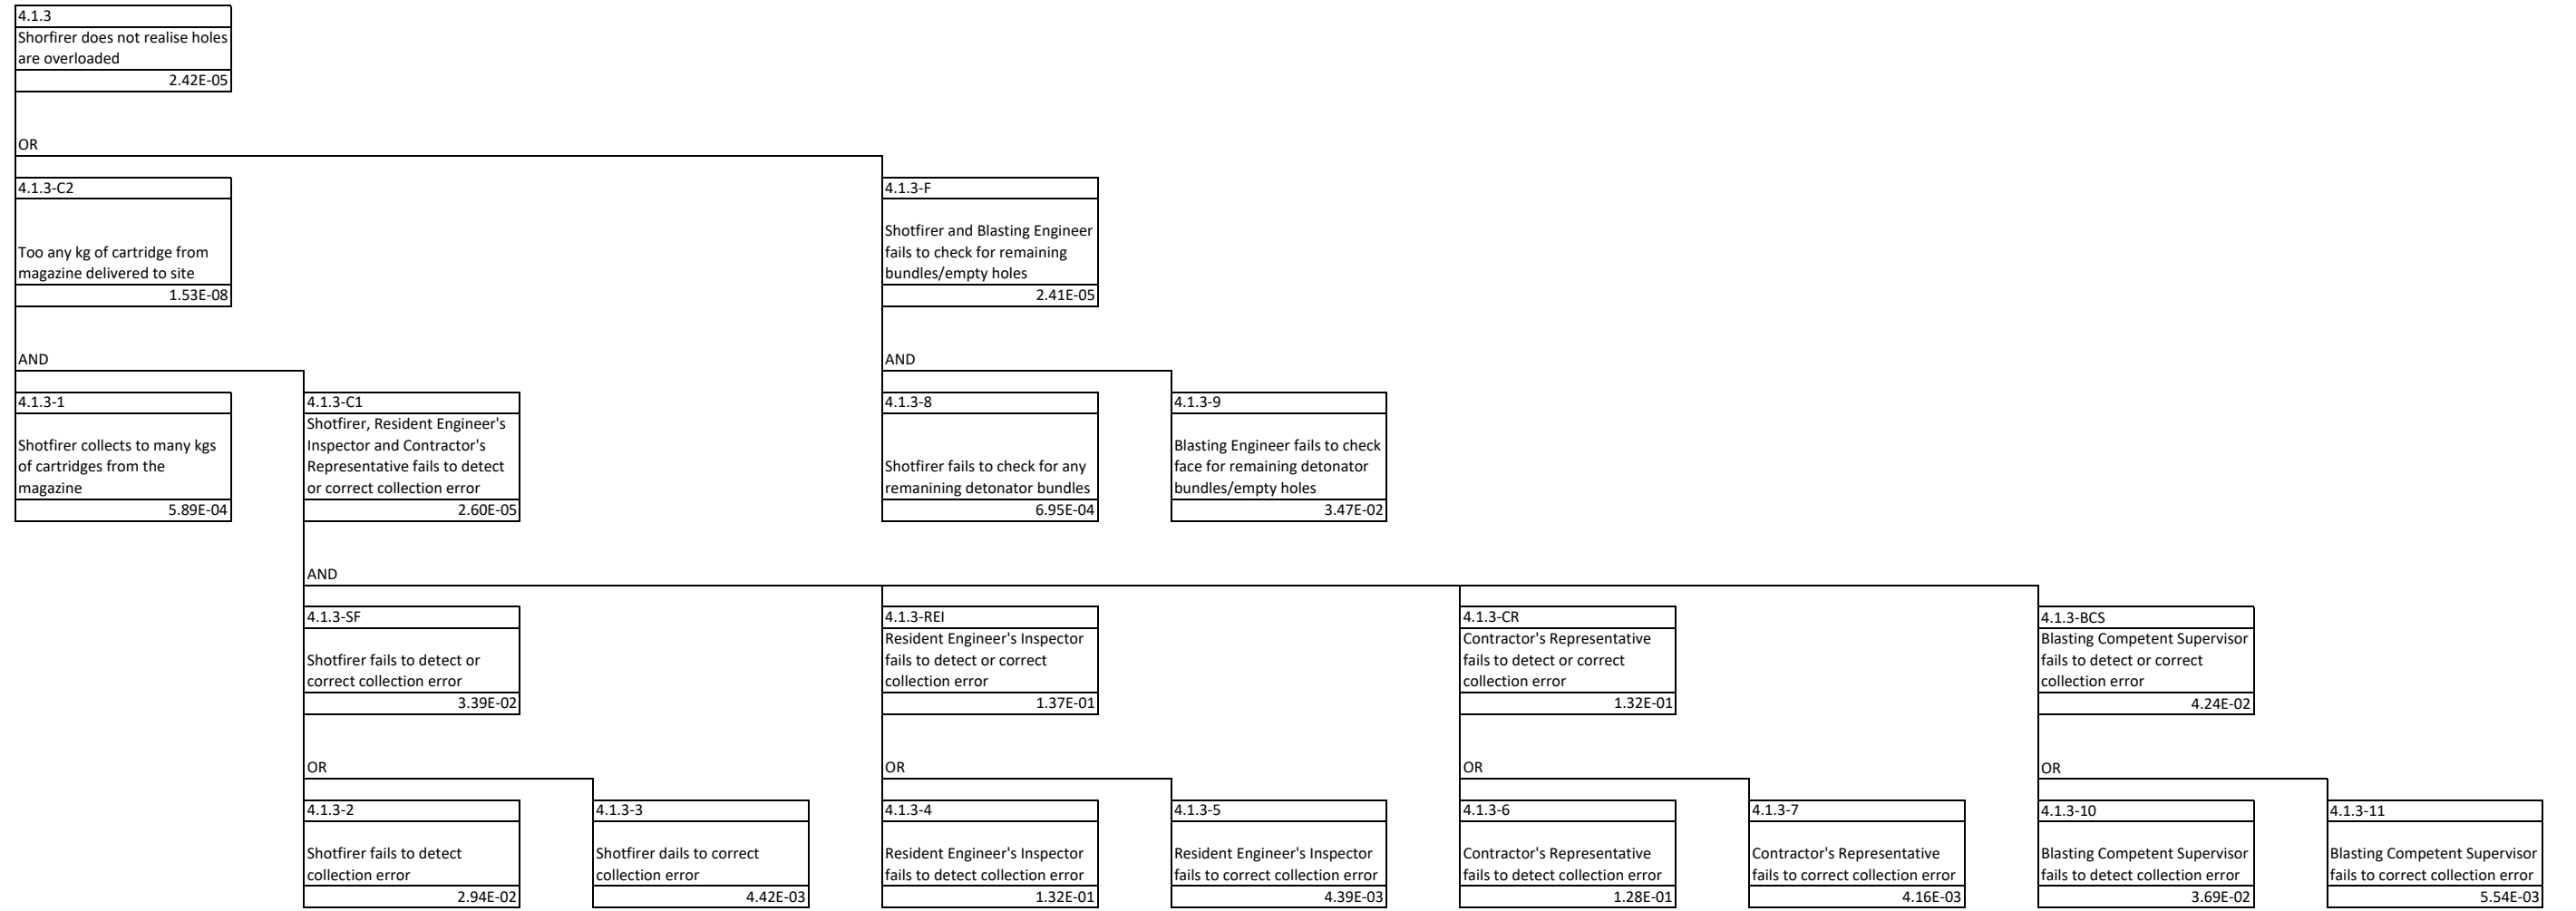 4.1.3
Shorfirer does not realise holes
are overloaded
2.42E-05
OR
4.1.3-C2
Too any kg of cartridge from
magazine delivered to site
1.53E-08
4.1.3-F
Shotfirer and Blasting Engineer
fails to check for remaining
bundles/empty holes
2.41E-05
AND
4.1.3-1
Shotfirer collects to many kgs
of cartridges from the
magazine
5.89E-04
4.1.3-C1
Shotfirer, Resident Engineer's
Inspector and Contractor's
Representative fails to detect
or correct collection error
2.60E-05
AND
4.1.3-8
Shotfirer fails to check for any
remanining detonator bundles
6.95E-04
4.1.3-9
Blasting Engineer fails to check
face for remaining detonator
bundles/empty holes
3.47E-02
AND
4.1.3-SF
Shotfirer fails to detect or
correct collection error
3.39E-02
4.1.3-REI
Resident Engineer's Inspector
fails to detect or correct
collection error
1.37E-01
4.1.3-CR
Contractor's Representative
fails to detect or correct
collection error
1.32E-01
4.1.3-BCS
Blasting Competent Supervisor
fails to detect or correct
collection error
4.24E-02
OR
4.1.3-2
Shotfirer fails to detect
collection error
2.94E-02
4.1.3-3
Shotfirer dails to correct
collection error
4.42E-03
OR
4.1.3-4
Resident Engineer's Inspector
fails to detect collection error
1.32E-01
4.1.3-5
Resident Engineer's Inspector
fails to correct collection error
4.39E-03
OR
4.1.3-6
Contractor's Representative
fails to detect collection error
1.28E-01
4.1.3-7
Contractor's Representative
fails to correct collection error
4.16E-03
OR
4.1.3-10
Blasting Competent Supervisor
fails to detect collection error
3.69E-02
4.1.3-11
Blasting Competent Supervisor
fails to correct collection error
5.54E-03